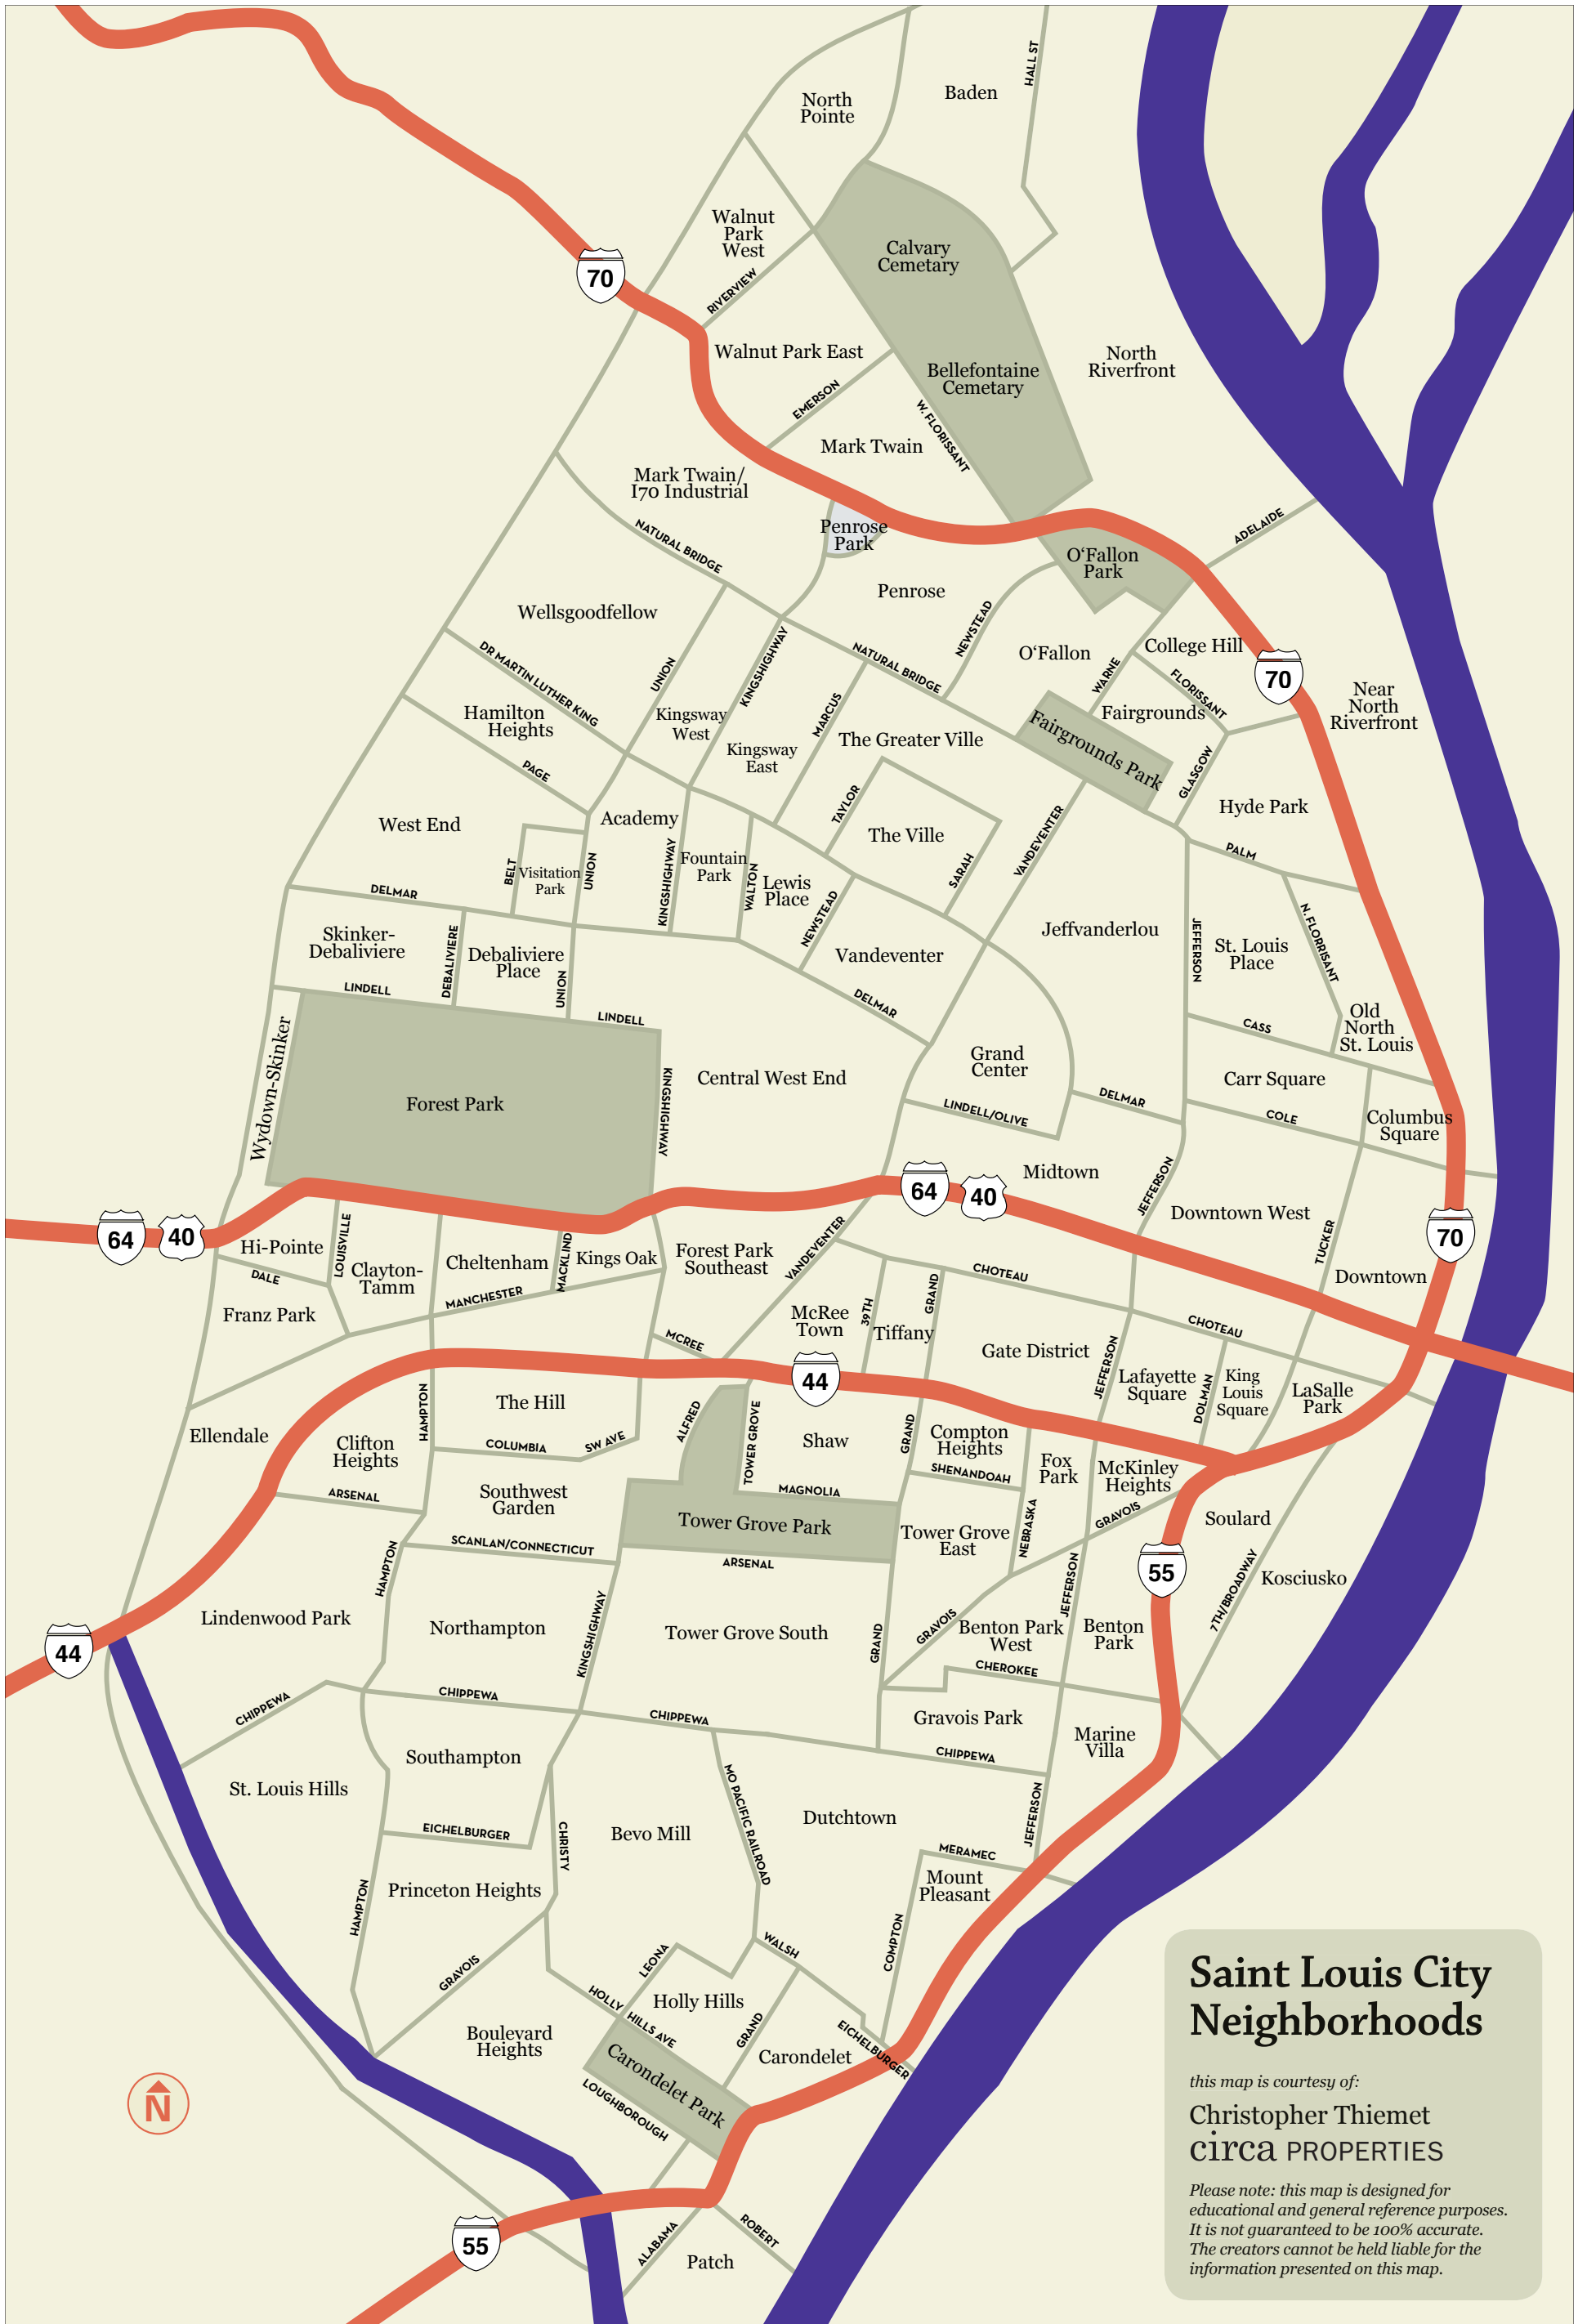 HALL ST
North
Pointe
Baden
Walnut
Park
West
Calvary
Cemetary
70
RIVERVIEW
Walnut Park East
North
Riverfront
Bellefontaine
Cemetary
EMERSON
W. FLORISSANT
Mark Twain
Mark Twain/
I70 Industrial
NATURAL BRIDGE
Penrose
Park
ADELAIDE
O‘Fallon
Park
Penrose
Wellsgoodfellow
NEWSTEAD
DR MARTIN LUTHER KING
UNION
KINGSHIGHWAY
NATURAL BRIDGE
O‘Fallon
WARNE
College Hill
FLORISSANT
70
Near
North
Riverfront
Hamilton
Heights
Kingsway
West
MARCUS
Kingsway
East
The Greater Ville
Fairgrounds
Fairgrounds Park
GLASGOW
PAGE
West End
Academy
TAYLOR
The Ville
VANDEVENTER
Hyde Park
PALM
BELT
Visitation
Park
UNION
KINGSHIGHWAY
Fountain
Park
WALTON
Lewis
Place
SARAH
DELMAR
NEWSTEAD
Skinker-
Debaliviere
DEBALIVIERE
Debaliviere
Place
UNION
Vandeventer
Jeffvanderlou
JEFFERSON
St. Louis
Place
N. FLORRISANT
LINDELL
LINDELL
DELMAR
CASS
Old
North
St. Louis
Wydown-Skinker
Forest Park
KINGSHIGHWAY
Central West End
Grand
Center
Carr Square
DELMAR
LINDELL/OLIVE
COLE
Columbus
Square
Midtown
JEFFERSON
64
40
64
40
Downtown West
TUCKER
70
Hi-Pointe
LOUISVILLE
DALE
Clayton-
Tamm
Cheltenham
MACKLIND
Kings Oak
Forest Park
Southeast
VANDEVENTER
CHOTEAU
Downtown
MANCHESTER
Franz Park
MCREE
McRee
Town
39TH
Tiffany
GRAND
Gate District
JEFFERSON
CHOTEAU
44
Lafayette
Square
DOLMAN
King
Louis
Square
LaSalle
Park
HAMPTON
The Hill
Ellendale
Clifton
Heights
COLUMBIA
SW AVE
ALFRED
TOWER GROVE
Shaw
GRAND
Compton
Heights
SHENANDOAH
Fox
Park
McKinley
Heights
ARSENAL
Southwest
Garden
MAGNOLIA
Tower Grove Park
GRAVOIS
Soulard
SCANLAN/CONNECTICUT
ARSENAL
Tower Grove
East
NEBRASKA
HAMPTON
JEFFERSON
55
7TH/BROADWAY
Kosciusko
Lindenwood Park
Northampton
KINGSHIGHWAY
Tower Grove South
GRAND
GRAVOIS
Benton Park
West
Benton
Park
44
CHEROKEE
CHIPPEWA
CHIPPEWA
CHIPPEWA
Gravois Park
CHIPPEWA
Marine
Villa
Southampton
St. Louis Hills
MO PACIFIC RAILROAD
JEFFERSON
EICHELBURGER
CHRISTY
Bevo Mill
Dutchtown
MERAMEC
Mount
Pleasant
HAMPTON
Princeton Heights
COMPTON
GRAVOIS
LEONA
WALSH
HOLLY HILLS AVE
Holly Hills
GRAND
Boulevard
Heights
EICHELBURGER
Carondelet
Carondelet Park
LOUGHBOROUGH
N
55
ALABAMA
ROBERT
Patch
Saint Louis City
Neighborhoods
this map is courtesy of:
Christopher Thiemet
circa PROPERTIES
Please note: this map is designed for
educational and general reference purposes.
It is not guaranteed to be 100% accurate.
The creators cannot be held liable for the
information presented on this map.